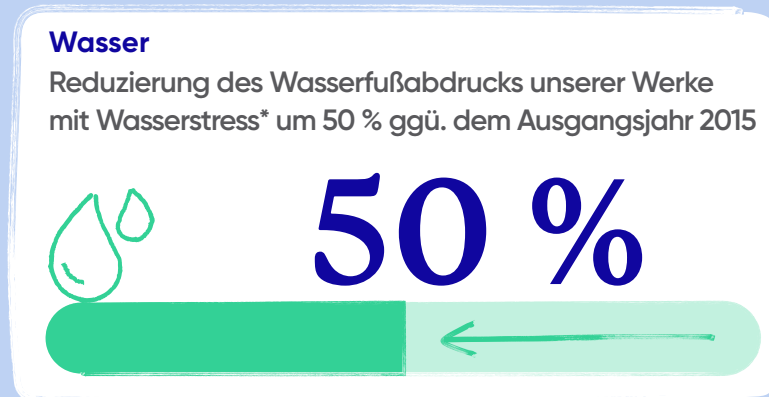 Wasser
Reduzierung des Wasserfußabdrucks unserer Werke
mit Wasserstress* um 50 % ggü. dem Ausgangsjahr 2015
50 %